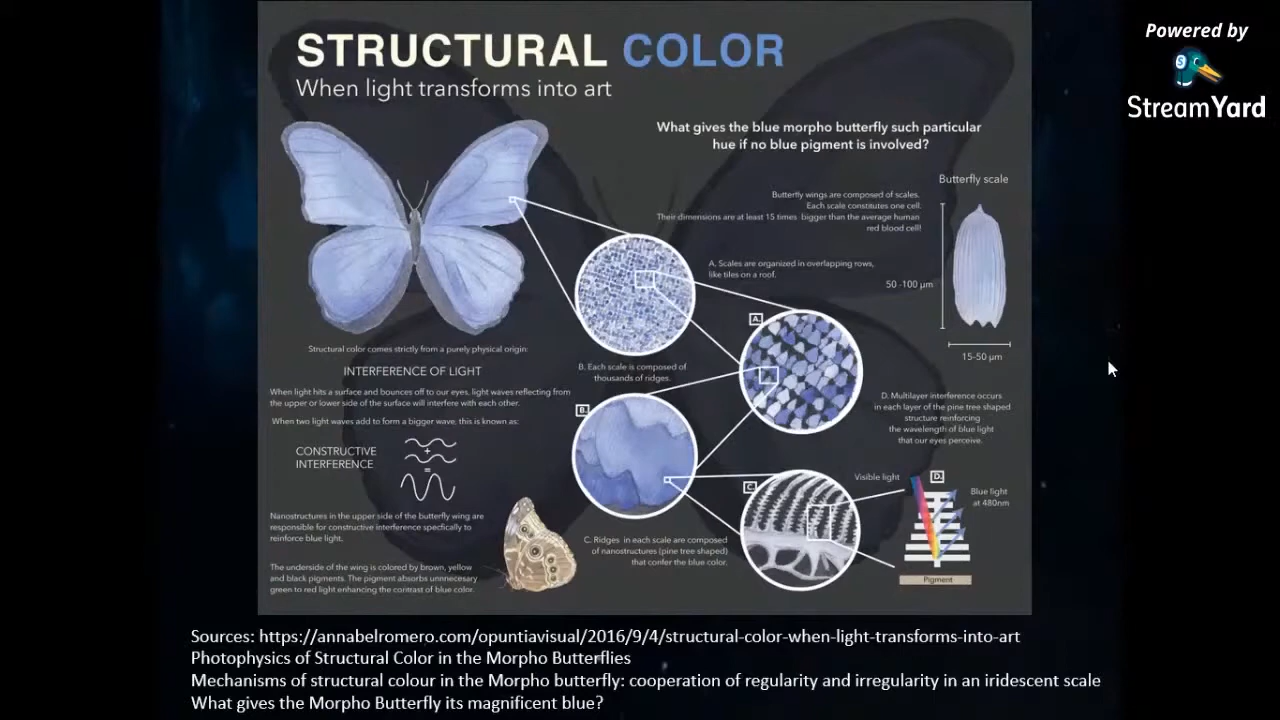 STRUCTURAL COLOR
When light transforms into art
Powered by
StreamYard
What gives the blue morpho butterfly such particular
hue if no blue pigment is involved?
Butterfly scale
Butterfly wings are composed of scales.
Each scale constitutes one cell.
Their dimensions are at least 15 times bigger than the average human
red blood cell!
50 -100 µm
15-50 µm
A. Scales are organized in overlapping rows,
like tiles on a roof.
A.
Structural color comes strictly from a purely physical origin:
INTERFERENCE OF LIGHT
When light hits a surface and bounces off to our eyes, light waves reflecting from
the upper or lower side of the surface will interfere with each other.
When two light waves add to form a bigger wave, this is known as:
CONSTRUCTIVE
INTERFERENCE
+
=
Nanostructures in the upper side of the butterfly wing are
responsible for constructive interference specfically to
reinforce blue light.
The underside of the wing is colored by brown, yellow
and black pigments. The pigment absorbs unnnecesary
green to red light enhancing the contrast of blue color.
B. Each scale is composed of
thousands of ridges.
B.
C. Ridges in each scale are composed
of nanostructures (pine tree shaped)
that confer the blue color.
C.
D. Multilayer interference occurs
in each layer of the pine tree shaped
structure reinforcing
the wavelength of blue light
that our eyes perceive.
Visible light
D.
Blue light
at 480nm
Pigment
Sources: https://annabelromero.com/opuntiavisual/2016/9/4/structural-color-when-light-transforms-into-art
Photophysics of Structural Color in the Morpho Butterflies
Mechanisms of structural colour in the Morpho butterfly: cooperation of regularity and irregularity in an iridescent scale
What gives the Morpho Butterfly its magnificent blue?